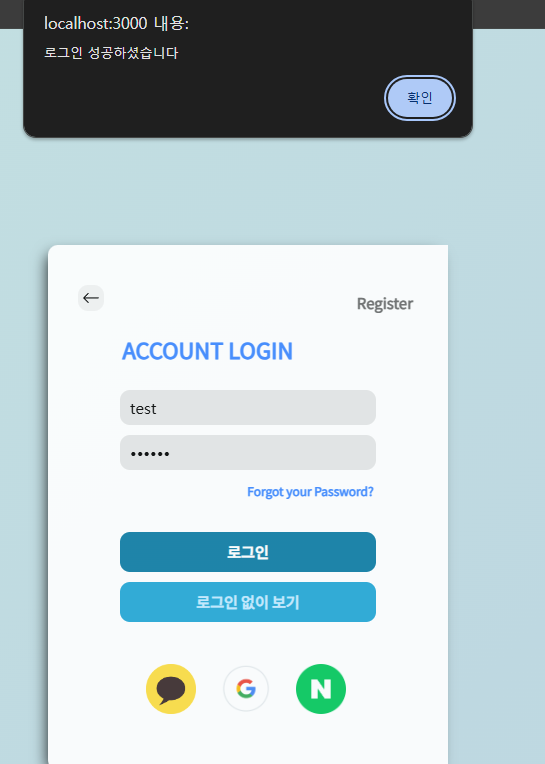 localhost:3000 내용:
로그인 성공하셨습니다
확인
Register
ACCOUNT LOGIN
test
••••••
Forgot your Password?
로그인
로그인 없이 보기
G
N